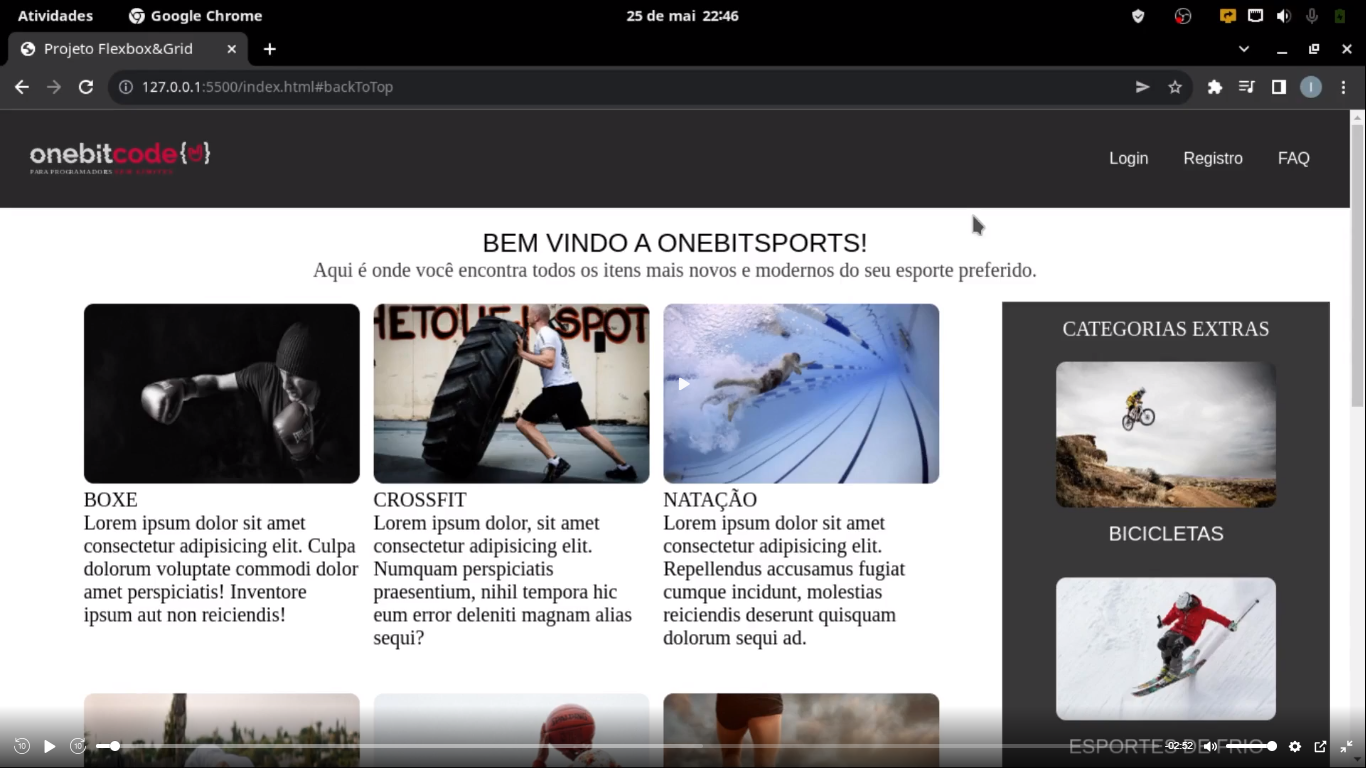 Atividades
Google Chrome
25 de mai 22:46
Projeto Flexbox&Grid
127.0.0.1:5500/index.html#backToTop
I
onebitcode{}
PARA PROGRAMADORES
Login
Registro
FAQ
BEM VINDO A ONEBITSPORTS!
Aqui é onde você encontra todos os itens mais novos e modernos do seu esporte preferido.
HETOUF
SPOT
BOXE
Lorem ipsum dolor sit amet
consectetur adipisicing elit. Culpa
dolorum voluptate commodi dolor
amet perspiciatis! Inventore
ipsum aut non reiciendis!
CROSSFIT
Lorem ipsum dolor, sit amet
consectetur adipisicing elit.
Numquam perspiciatis
praesentium, nihil tempora hic
eum error deleniti magnam alias
sequi?
NATAÇÃO
Lorem ipsum dolor sit amet
consectetur adipisicing elit.
Repellendus accusamus fugiat
cumque incidunt, molestias
reiciendis deserunt quisquam
dolorum sequi ad.
CATEGORIAS EXTRAS
BICICLETAS
ESPORTES DE FRIO
10
10
-02:52